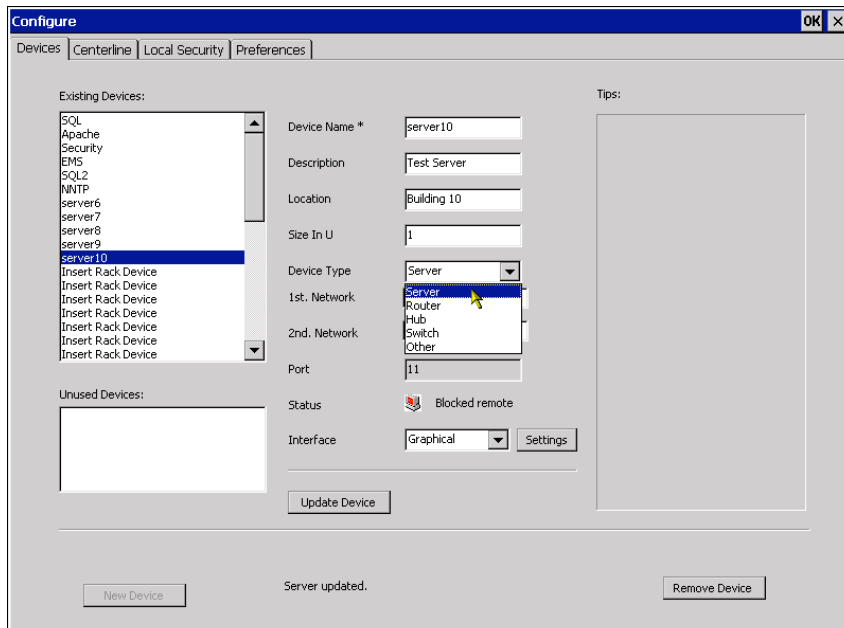 Configure
OK ×
Devices Centerline Local Security Preferences
Existing Devices:
SQL
Apache
Security
EMS
SQL2
NNTP
server6
server7
server8
server9
server10
Insert Rack Device
Insert Rack Device
Insert Rack Device
Insert Rack Device
Insert Rack Device
Insert Rack Device
Insert Rack Device
Unused Devices:
Device Name * server10
Description Test Server
Location Building 10
Size In U 1
Device Type Server
Server
Router
Hub
Switch
Other
1st. Network
2nd. Network
Port 11
Status Blocked remote
Interface Graphical Settings
Update Device
Tips:
New Device
Server updated.
Remove Device